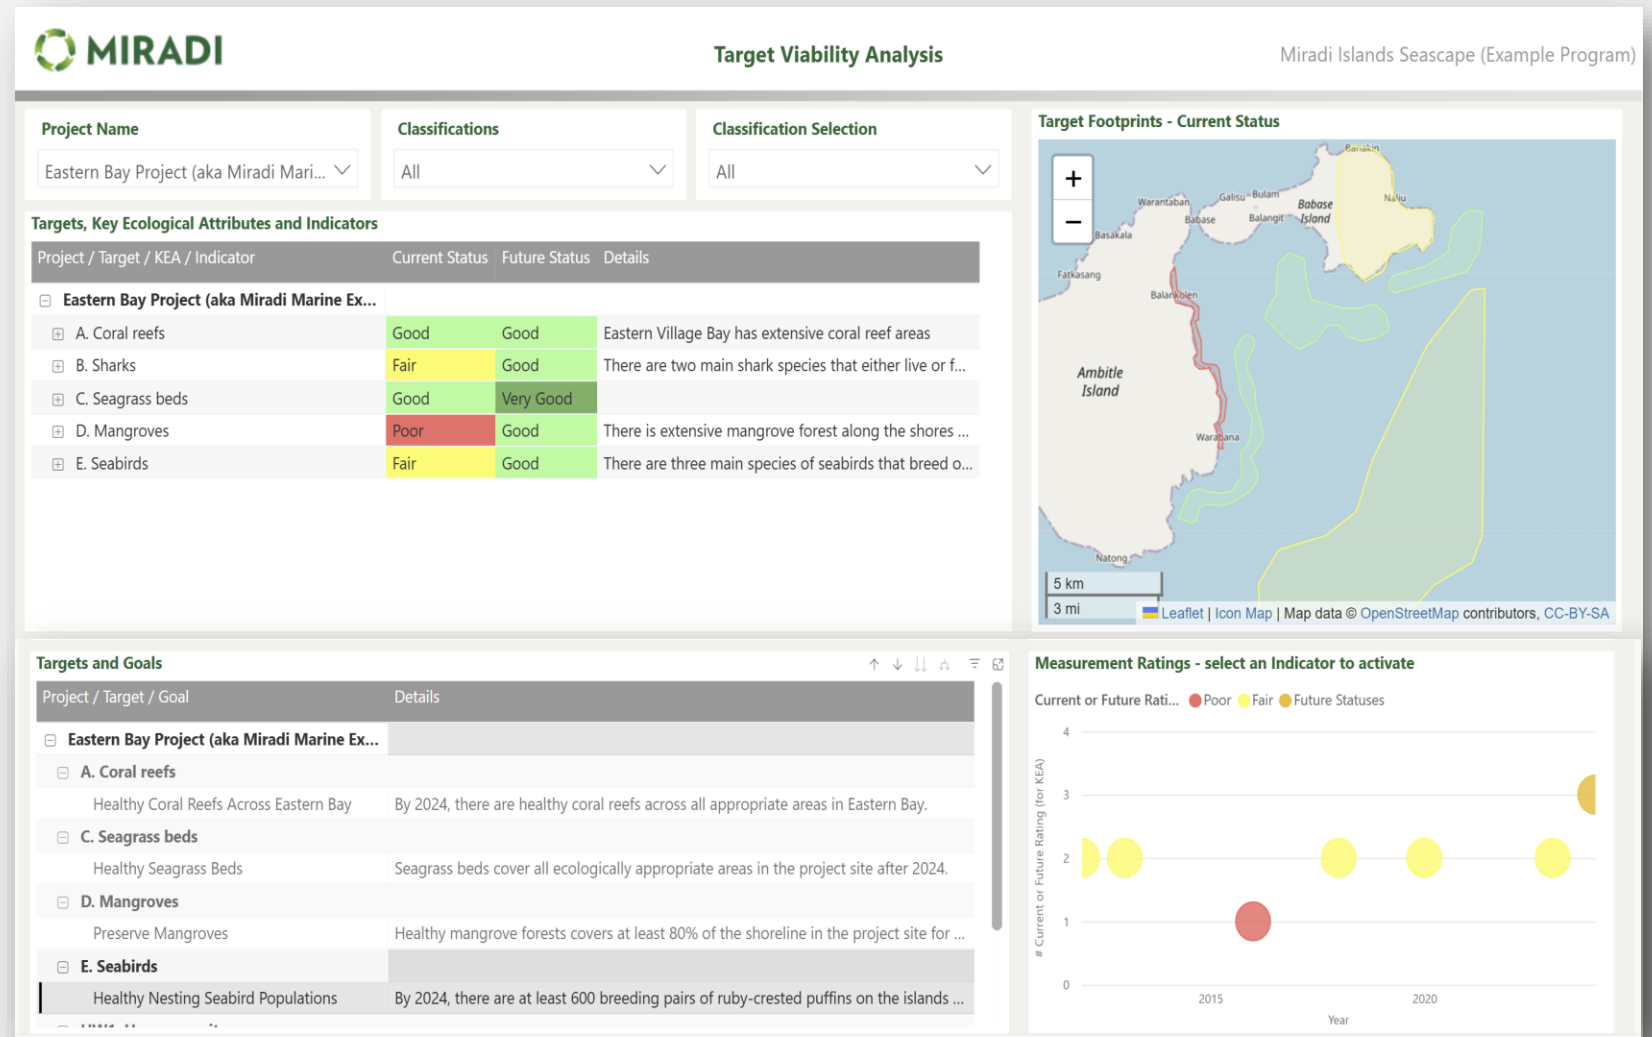 MIRADI
Target Viability Analysis
Miradi Islands Seascape (Example Program)
Project Name
Eastern Bay Project (aka Miradi Mari...
Classifications
All
Classification Selection
All
Targets, Key Ecological Attributes and Indicators
Project / Target / KEA / Indicator Current Status Future Status Details
Eastern Bay Project (aka Miradi Marine Ex...
A. Coral reefs Good Good Eastern Village Bay has extensive coral reef areas
B. Sharks Fair Good There are two main shark species that either live or f...
C. Seagrass beds Good Very Good
D. Mangroves Poor Good There is extensive mangrove forest along the shores ...
E. Seabirds Fair Good There are three main species of seabirds that breed o...
Target Footprints - Current Status
+
−
Banakin
Naliu
Warantaban
Galisu
Bulam
Babase
Balangit
Babase Island
Basakala
Fatkasang
Balankolen
Ambitle
Island
Warabana
Natong
5 km
3 mi
Leaflet | Icon Map | Map data © OpenStreetMap contributors, CC-BY-SA
Targets and Goals
Project / Target / Goal Details
Eastern Bay Project (aka Miradi Marine Ex...
A. Coral reefs
Healthy Coral Reefs Across Eastern Bay By 2024, there are healthy coral reefs across all appropriate areas in Eastern Bay.
C. Seagrass beds
Healthy Seagrass Beds Seagrass beds cover all ecologically appropriate areas in the project site after 2024.
D. Mangroves
Preserve Mangroves Healthy mangrove forests covers at least 80% of the shoreline in the project site for ...
E. Seabirds
Healthy Nesting Seabird Populations By 2024, there are at least 600 breeding pairs of ruby-crested puffins on the islands ...
Measurement Ratings - select an Indicator to activate
Current or Future Rati... Poor Fair Future Statuses
# Current or Future Rating (for KEA)
4
3
2
1
0
2015 2020
Year